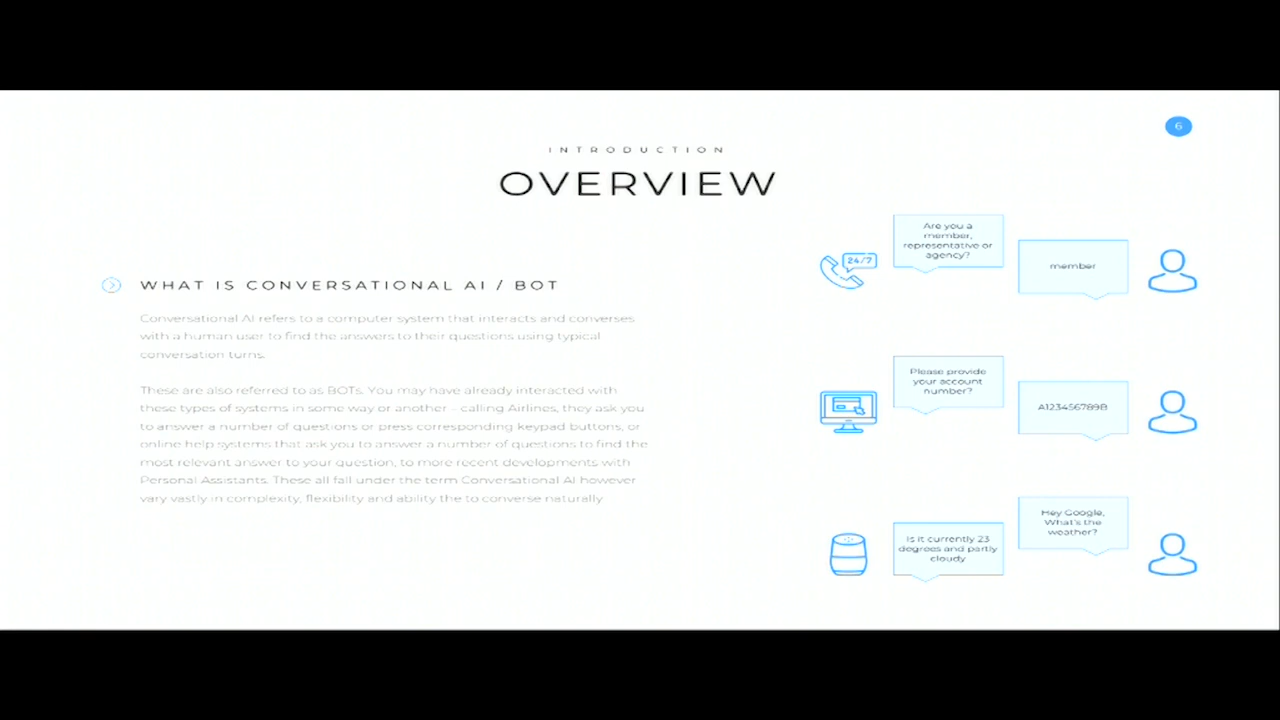 6
INTRODUCTION
OVERVIEW
WHAT IS CONVERSATIONAL AI / BOT
Conversational AI refers to a computer system that interacts and converses
with a human user to find the answers to their questions using typical
conversation turns.
These are also referred to as BOTs. You may have already interacted with
these types of systems in some way or another – calling Airlines, they ask you
to answer a number of questions or press corresponding keypad buttons, or
online help systems that ask you to answer a number of questions to find the
most relevant answer to your question, to more recent developments with
Personal Assistants. These all fall under the term Conversational AI however
vary vastly in complexity, flexibility and ability the to converse naturally
24/7
Are you a
member,
representative or
agency?
member
Please provide
your account
number?
A123456789B
Hey Google,
What's the
weather?
Is it currently 23
degrees and partly
cloudy